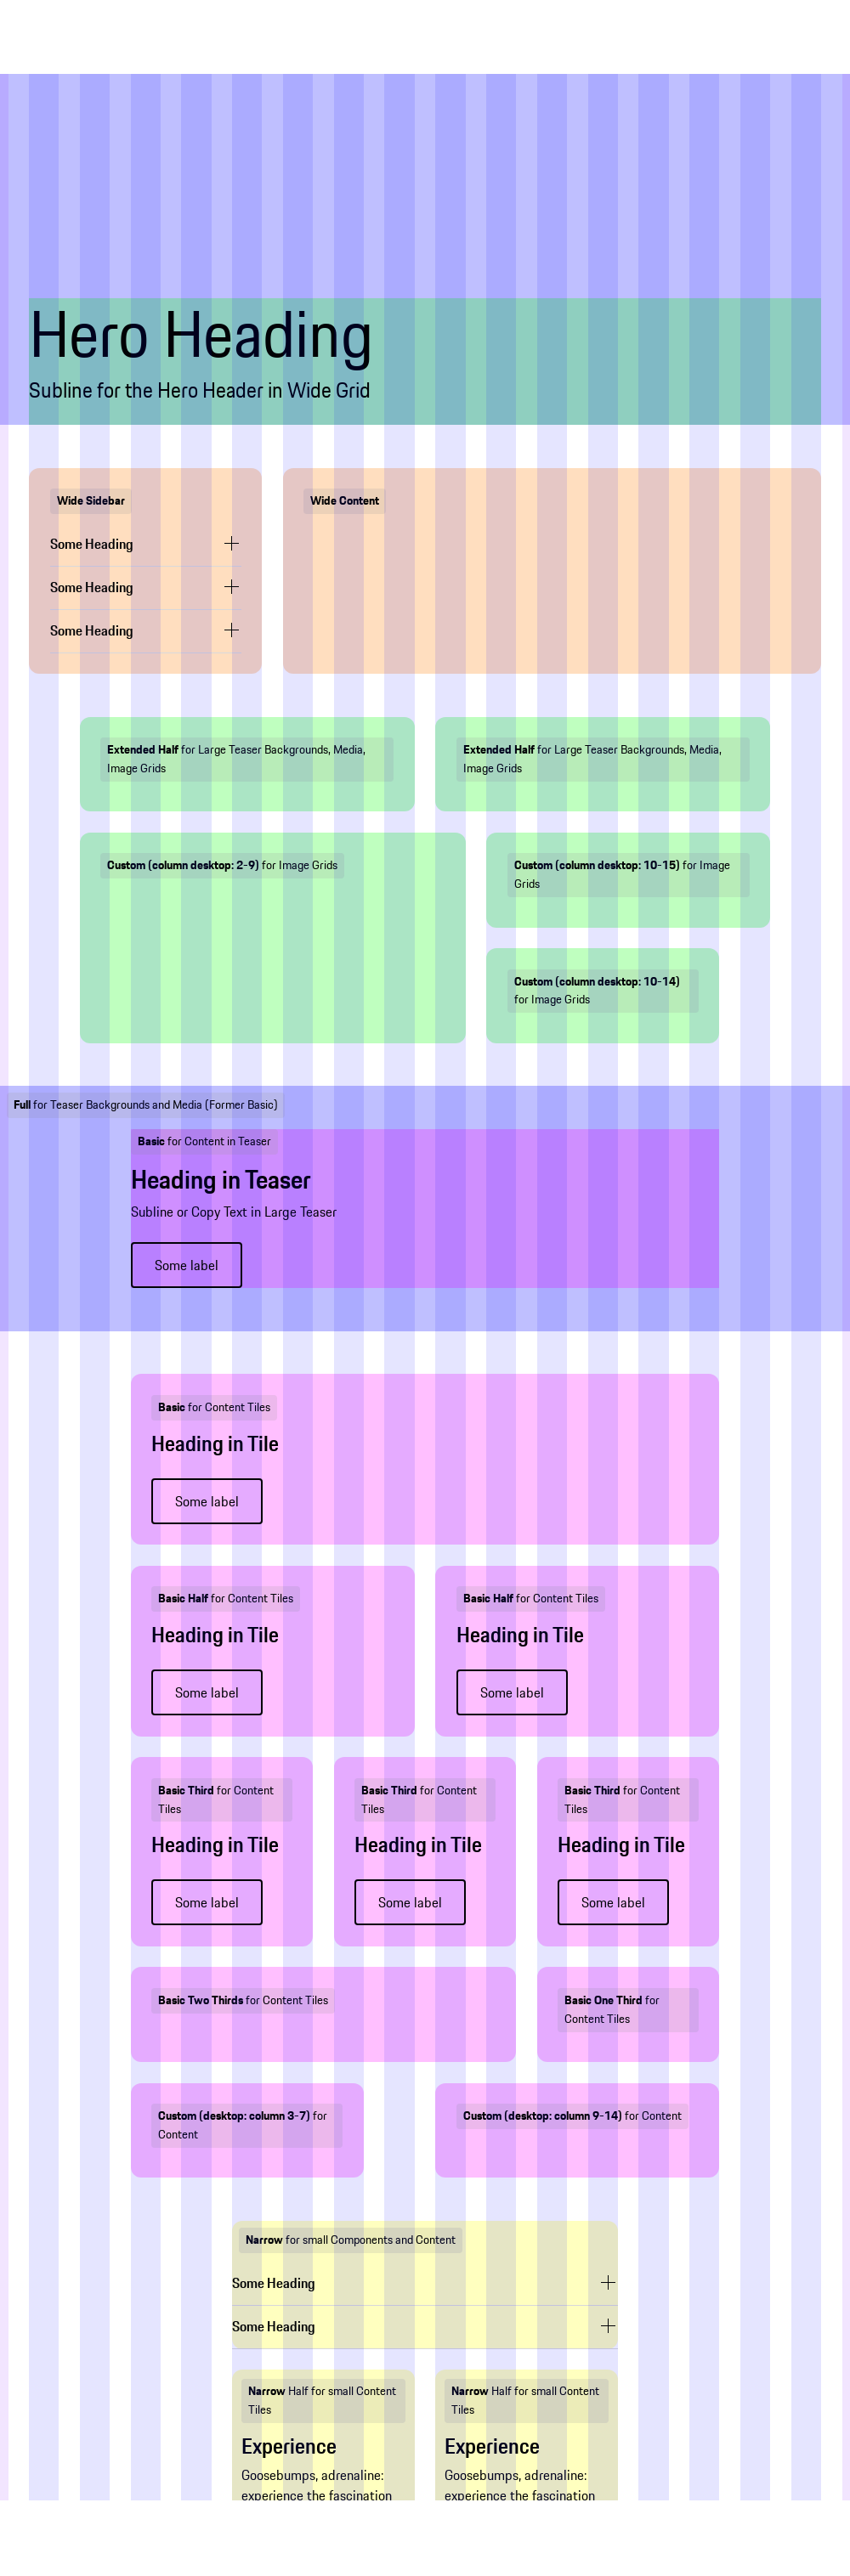 Hero Heading
Subline for the Hero Header in Wide Grid
Wide Sidebar
Some Heading
Some Heading
Some Heading
Wide Content
Extended Half for Large Teaser Backgrounds, Media,
Image Grids
Extended Half for Large Teaser Backgrounds, Media,
Image Grids
Custom (column desktop: 2-9) for Image Grids
Custom (column desktop: 10-15) for Image
Grids
Custom (column desktop: 10-14)
for Image Grids
Full for Teaser Backgrounds and Media (Former Basic)
Basic for Content in Teaser
Heading in Teaser
Subline or Copy Text in Large Teaser
Some label
Basic for Content Tiles
Heading in Tile
Some label
Basic Half for Content Tiles
Heading in Tile
Some label
Basic Half for Content Tiles
Heading in Tile
Some label
Basic Third for Content
Tiles
Heading in Tile
Some label
Basic Third for Content
Tiles
Heading in Tile
Some label
Basic Third for Content
Tiles
Heading in Tile
Some label
Basic Two Thirds for Content Tiles
Basic One Third for
Content Tiles
Custom (desktop: column 3-7) for
Content
Custom (desktop: column 9-14) for Content
Narrow for small Components and Content
Some Heading
Some Heading
Narrow Half for small Content
Tiles
Experience
Goosebumps, adrenaline:
experience the fascination
Narrow Half for small Content
Tiles
Experience
Goosebumps, adrenaline:
experience the fascination